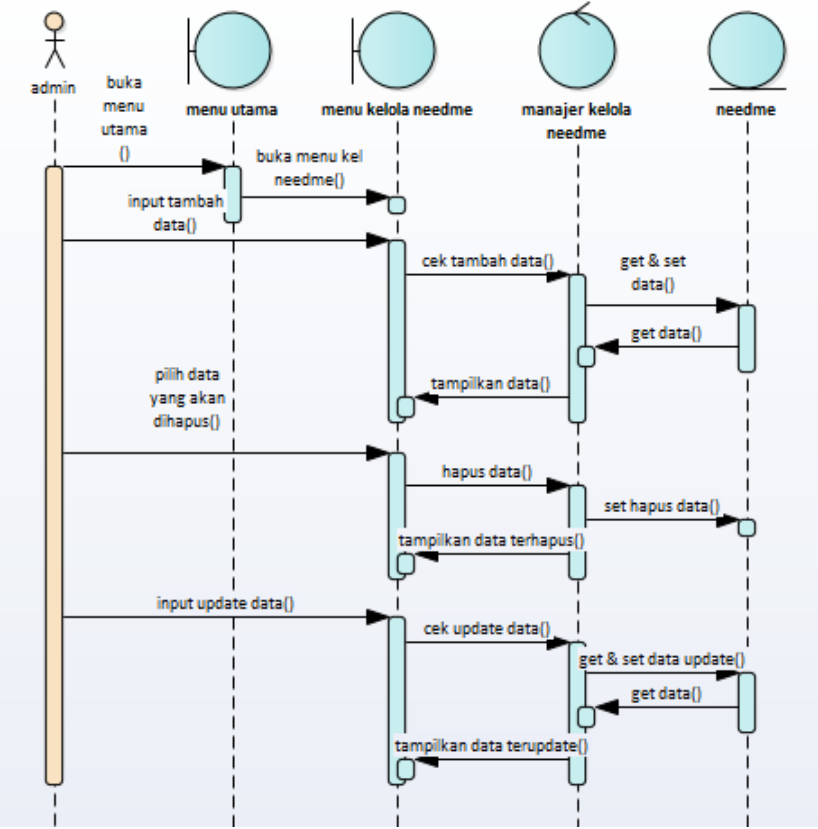 admin
menu utama
menu kelola needme
manajer kelola
needme
needme
buka
menu
utama
()
buka menu kel
needme()
input tambah
data()
cek tambah data()
get & set
data()
get data()
tampilkan data()
pilih data
yang akan
dihapus()
hapus data()
set hapus data()
tampilkan data terhapus()
input update data()
cek update data()
get & set data update()
get data()
tampilkan data terupdate()